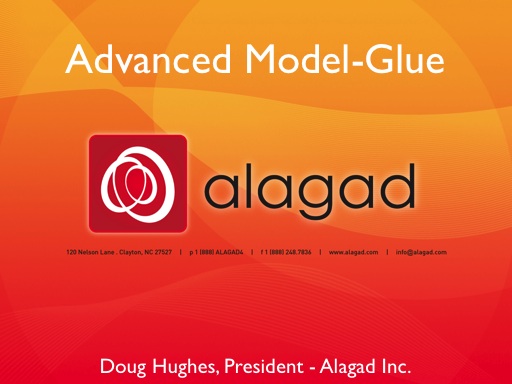 Advanced Model-Glue
alagad
120 Nelson Lane . Clayton, NC 27527 | p 1 (888) ALAGAD4 | f 1 (888) 248.7836 | www.alagad.com | info@alagad.com
Doug Hughes, President - Alagad Inc.